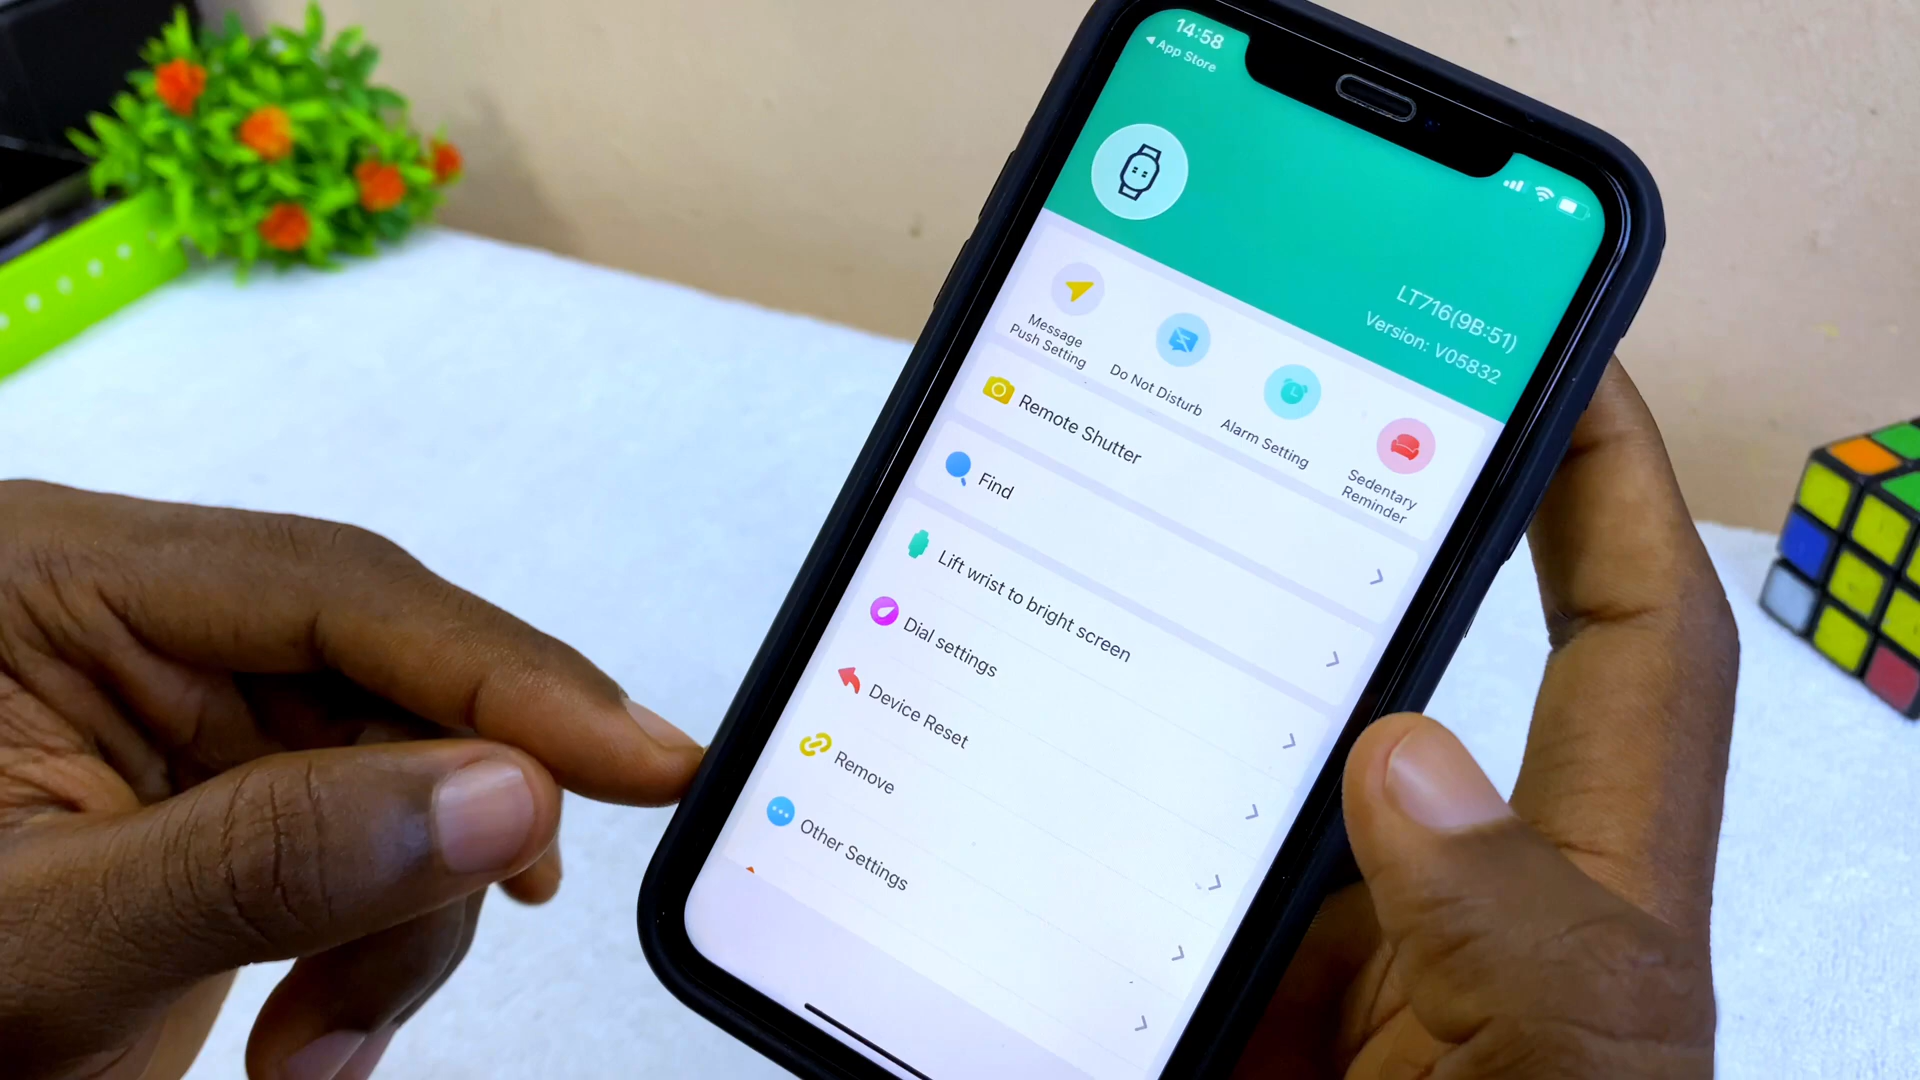 14:58
App Store
LT716(9B:51)
Version: V05832
Message
Push Setting
Do Not Disturb
Alarm Setting
Sedentary
Reminder
Remote Shutter
Find
Lift wrist to bright screen
Dial settings
Device Reset
Remove
Other Settings